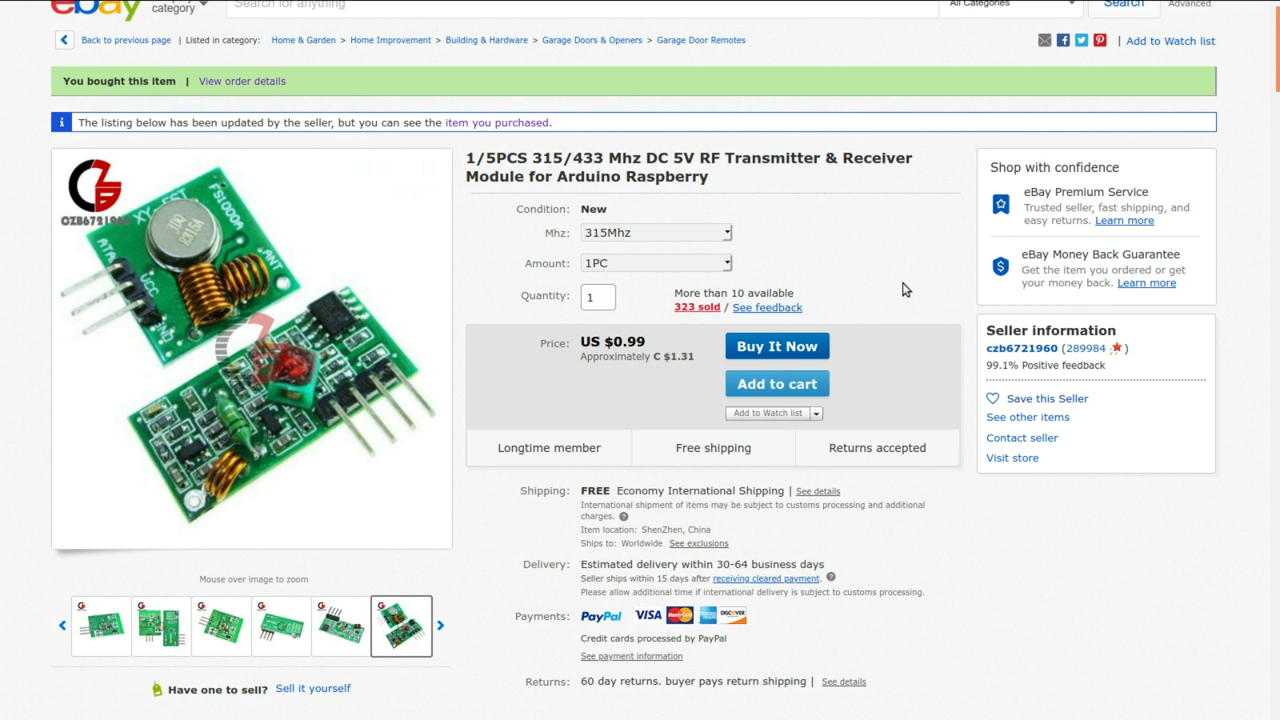 ebay
category
Search for anything
All Categories
Search
Advanced
Back to previous page | Listed in category: Home & Garden > Home Improvement > Building & Hardware > Garage Doors & Openers > Garage Door Remotes
| Add to Watch list
You bought this item | View order details
i The listing below has been updated by the seller, but you can see the item you purchased.
CZB6721960
FS1000A
XY-FST
R315A
ATAD
VCC
GND
ANT
1/5PCS 315/433 Mhz DC 5V RF Transmitter & Receiver
Module for Arduino Raspberry
Condition: New
Mhz: 315Mhz
Amount: 1PC
Quantity: 1
More than 10 available
323 sold / See feedback
Price: US $0.99
Approximately C $1.31
Buy It Now
Add to cart
Add to Watch list
Longtime member
Free shipping
Returns accepted
Shipping: FREE Economy International Shipping | See details
International shipment of items may be subject to customs processing and additional
charges.
Item location: ShenZhen, China
Ships to: Worldwide See exclusions
Delivery: Estimated delivery within 30-64 business days
Seller ships within 15 days after receiving cleared payment.
Please allow additional time if international delivery is subject to customs processing.
Payments: PayPal VISA MasterCard DISCOVER
Credit cards processed by PayPal
See payment information
Returns: 60 day returns. buyer pays return shipping | See details
Mouse over image to zoom
Have one to sell? Sell it yourself
Shop with confidence
eBay Premium Service
Trusted seller, fast shipping, and
easy returns. Learn more
eBay Money Back Guarantee
Get the item you ordered or get
your money back. Learn more
Seller information
czb6721960 (289984 )
99.1% Positive feedback
Save this Seller
See other items
Contact seller
Visit store